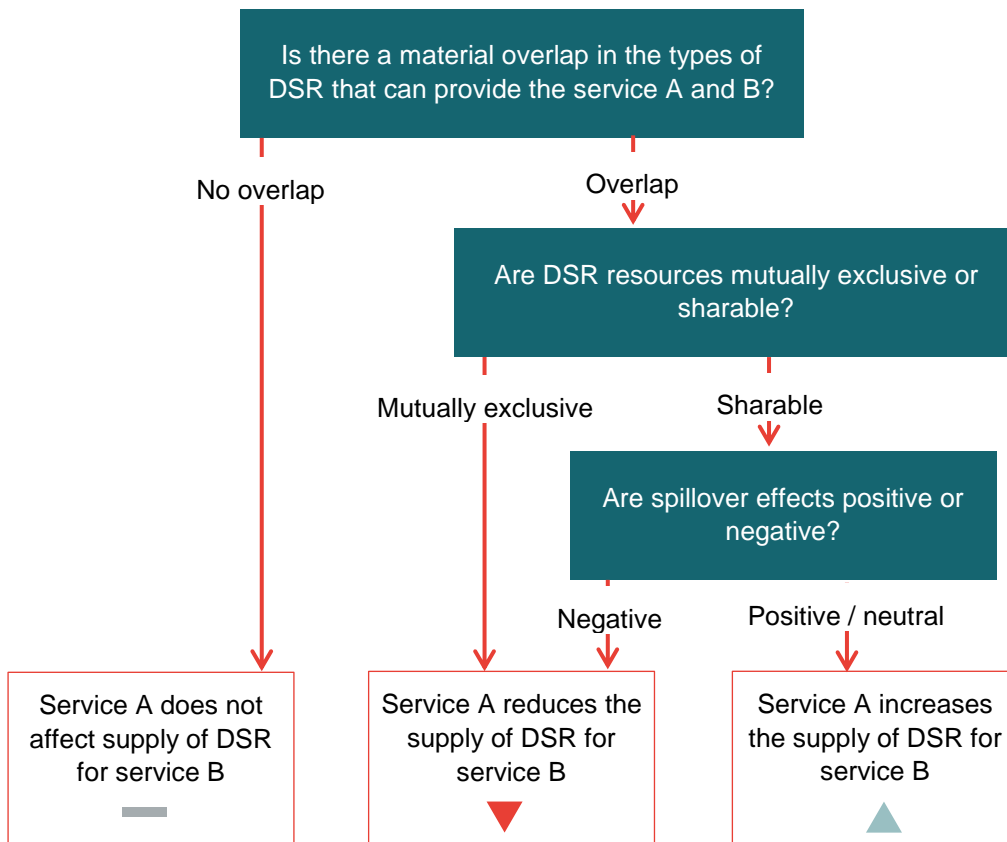 Is there a material overlap in the types of
DSR that can provide the service A and B?
No overlap
Overlap
Are DSR resources mutually exclusive or
sharable?
Mutually exclusive
Sharable
Are spillover effects positive or
negative?
Negative
Positive / neutral
Service A does not
affect supply of DSR
for service B
Service A reduces the
supply of DSR for
service B
Service A increases
the supply of DSR for
service B